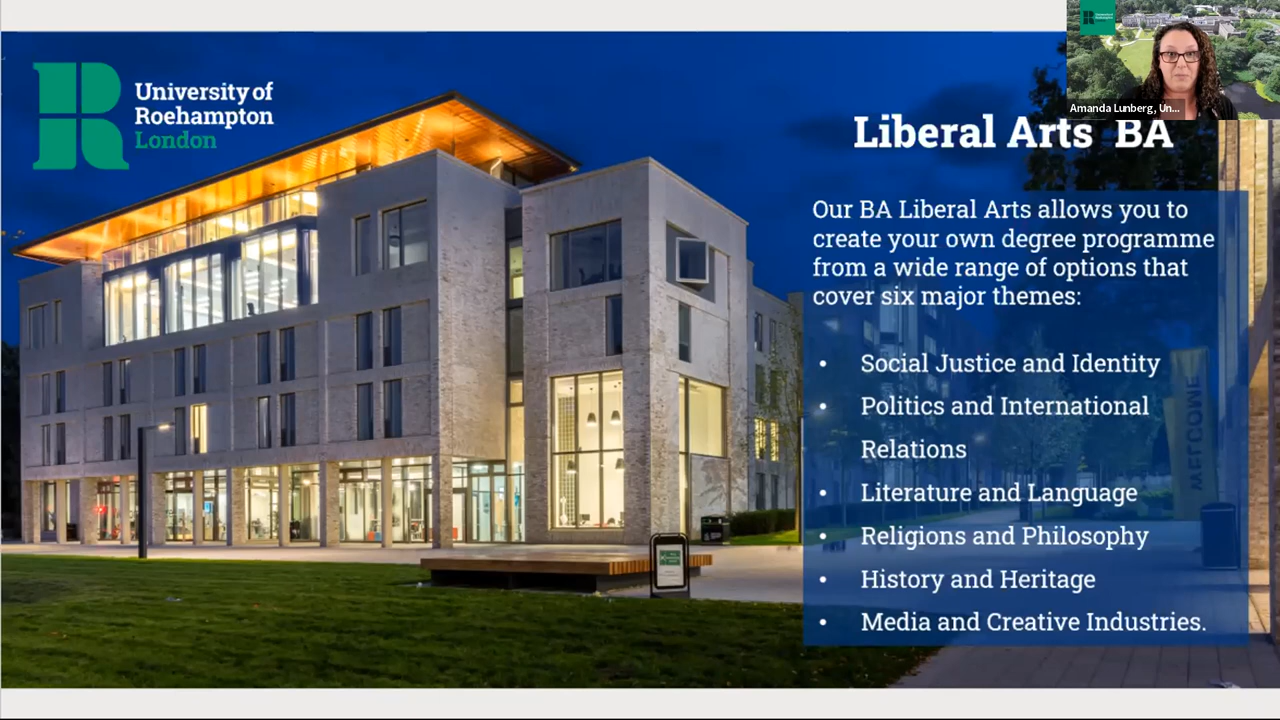 University of
Roehampton
London
Amanda Lunberg, Un...
Liberal Arts BA
Our BA Liberal Arts allows you to
create your own degree programme
from a wide range of options that
cover six major themes:
• Social Justice and Identity
• Politics and International
Relations
• Literature and Language
• Religions and Philosophy
• History and Heritage
• Media and Creative Industries.
WELCOME